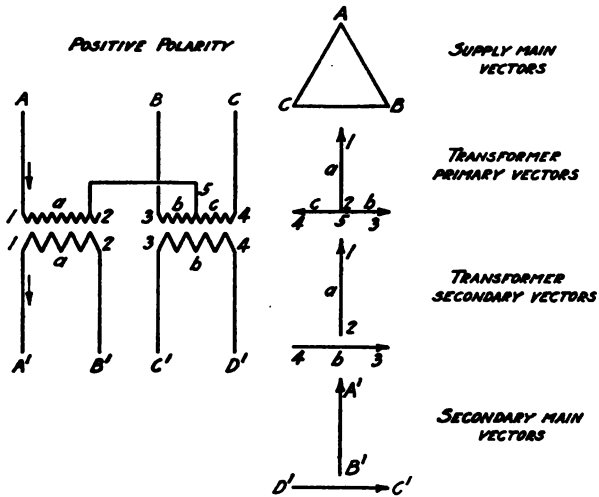 A
POSITIVE POLARITY
SUPPLY MAIN
VECTORS
C B
A B C
1
a
TRANSFORMER
PRIMARY VECTORS
5
a b c
c 2 b
1 2 3 4
4 5 3
1 2 3 4
a b
1
a
TRANSFORMER
SECONDARY VECTORS
2
4 b 3
A' B' C' D'
A'
SECONDARY MAIN
VECTORS
B'
D' C'